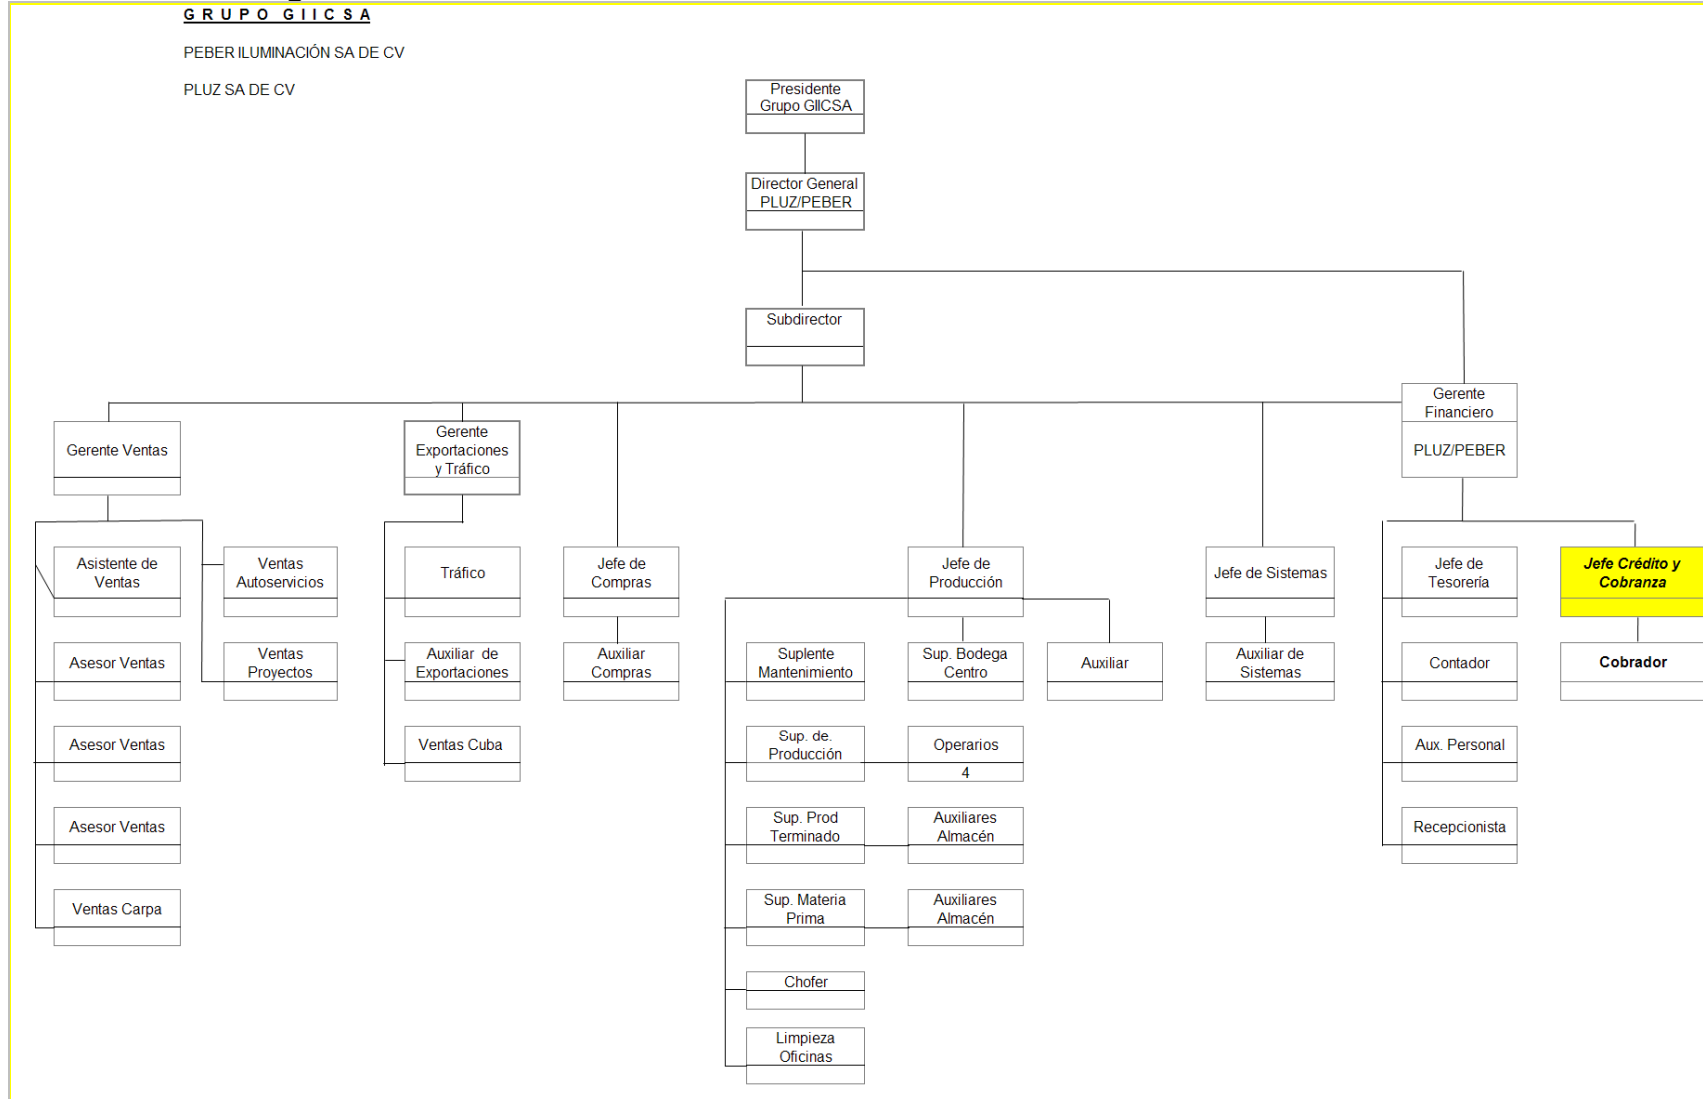 GRUPO GIICSA
PEBER ILUMINACIÓN SA DE CV
PLUZ SA DE CV
Presidente
Grupo GIICSA
Director General
PLUZ/PEBER
Subdirector
Gerente
Financiero
PLUZ/PEBER
Gerente Ventas
Gerente
Exportaciones
y Tráfico
Asistente de
Ventas
Ventas
Autoservicios
Tráfico
Jefe de
Compras
Jefe de
Producción
Jefe de Sistemas
Jefe de
Tesorería
Jefe Crédito y
Cobranza
Asesor Ventas
Ventas
Proyectos
Auxiliar de
Exportaciones
Auxiliar
Compras
Suplente
Mantenimiento
Sup. Bodega
Centro
Auxiliar
Auxiliar de
Sistemas
Contador
Cobrador
Asesor Ventas
Ventas Cuba
Sup. de.
Producción
Operarios
4
Aux. Personal
Asesor Ventas
Sup. Prod
Terminado
Auxiliares
Almacén
Recepcionista
Ventas Carpa
Sup. Materia
Prima
Auxiliares
Almacén
Chofer
Limpieza
Oficinas